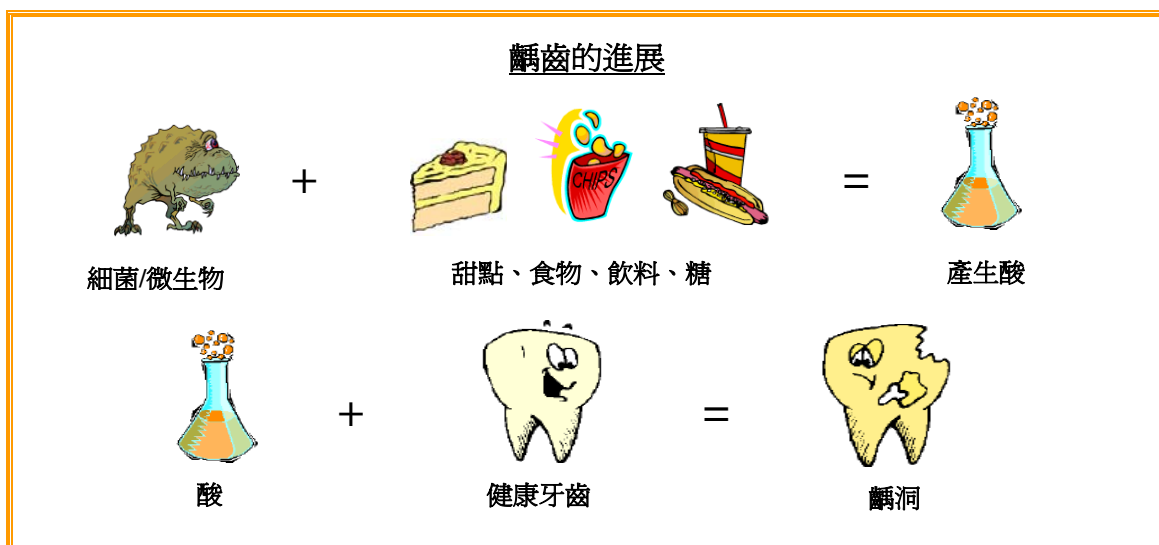 齲齒的進展
+ CHIPS =
細菌/微生物 甜點、食物、飲料、糖 產生酸
+ =
酸 健康牙齒 齲洞